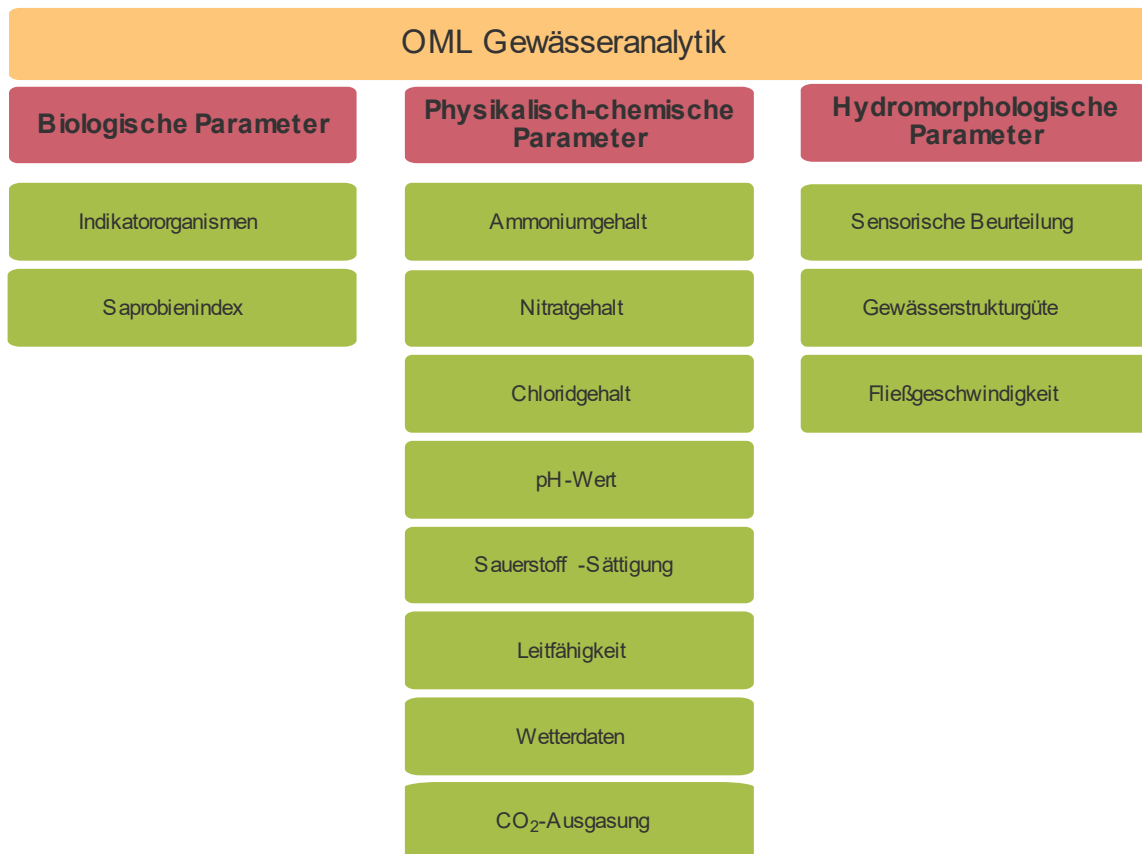 OML Gewässeranalytik
Biologische Parameter
Indikatororganismen
Saprobienindex
Physikalisch-chemische
Parameter
Ammoniumgehalt
Nitratgehalt
Chloridgehalt
pH-Wert
Sauerstoff -Sättigung
Leitfähigkeit
Wetterdaten
CO₂-Ausgasung
Hydromorphologische
Parameter
Sensorische Beurteilung
Gewässerstrukturgüte
Fließgeschwindigkeit